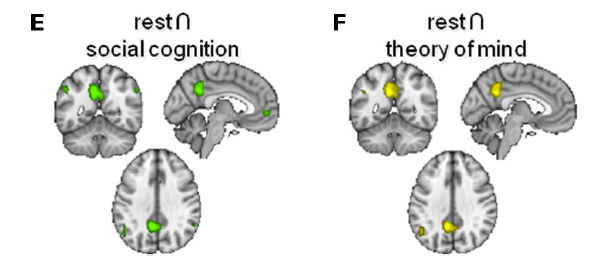 E
rest∩
social cognition
F
rest∩
theory of mind